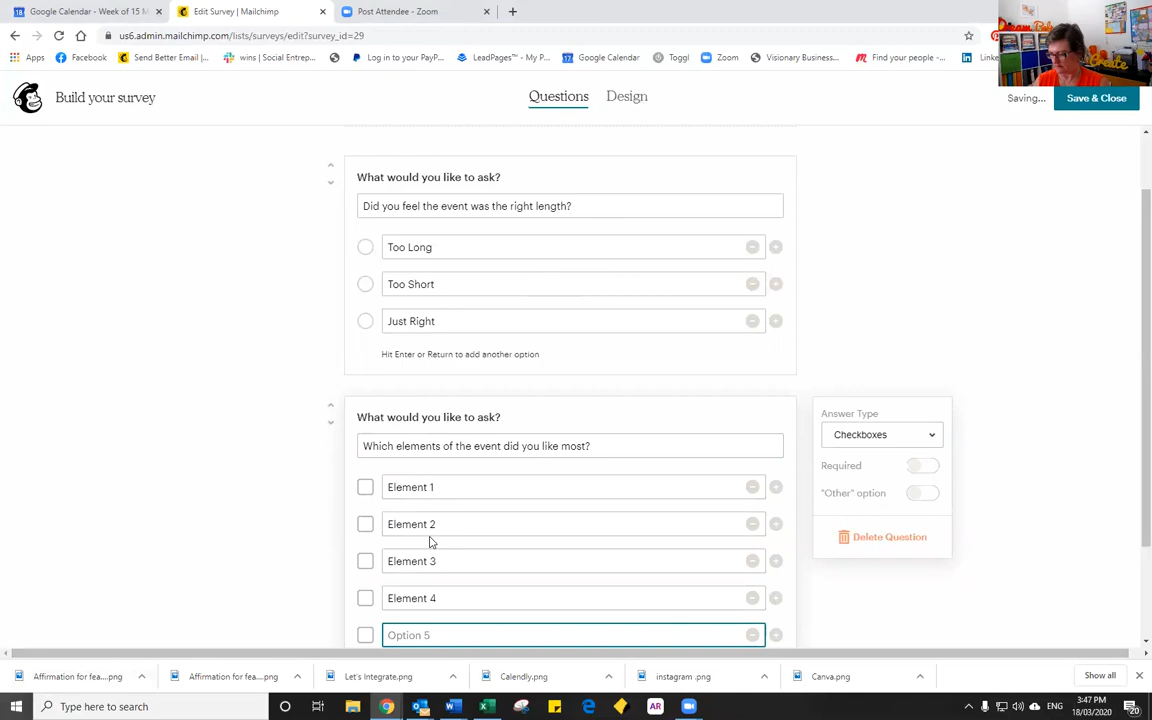 Google Calendar - Week of 15 M
Edit Survey | Mailchimp
Post Attendee - Zoom
us6.admin.mailchimp.com/lists/surveys/edit?survey_id=29
Apps
Facebook
Send Better Email |...
wins | Social Entrep...
Log in to your PayP...
LeadPages™ - My P...
Google Calendar
Toggl
Zoom
Visionary Business...
Find your people -...
Linke
Build your survey
Questions
Design
Saving...
Save & Close
What would you like to ask?
Did you feel the event was the right length?
Too Long
Too Short
Just Right
Hit Enter or Return to add another option
What would you like to ask?
Which elements of the event did you like most?
Element 1
Element 2
Element 3
Element 4
Option 5
Answer Type
Checkboxes
Required
"Other" option
Delete Question
Affirmation for fea....png
Affirmation for fea....png
Let's Integrate.png
Calendly.png
instagram .png
Canva.png
Show all
Type here to search
AR
ENG
3:47 PM
18/03/2020
20